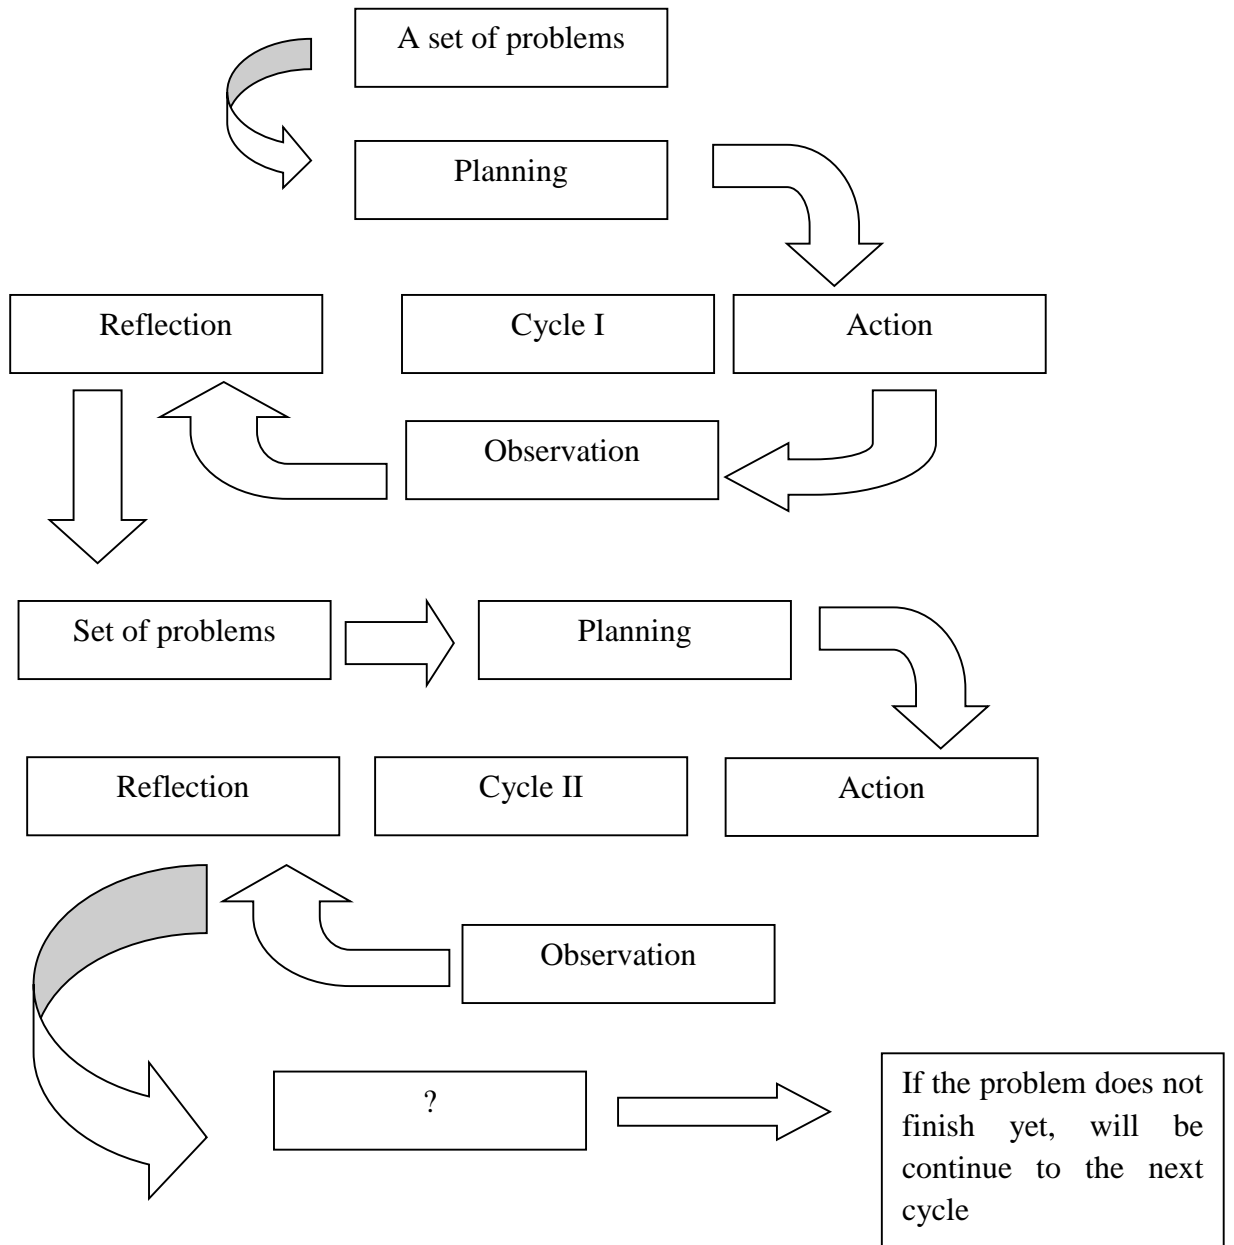 A set of problems
Planning
Reflection
Cycle I
Action
Observation
Set of problems
Planning
Reflection
Cycle II
Action
Observation
?
If the problem does not
finish yet, will be
continue to the next
cycle